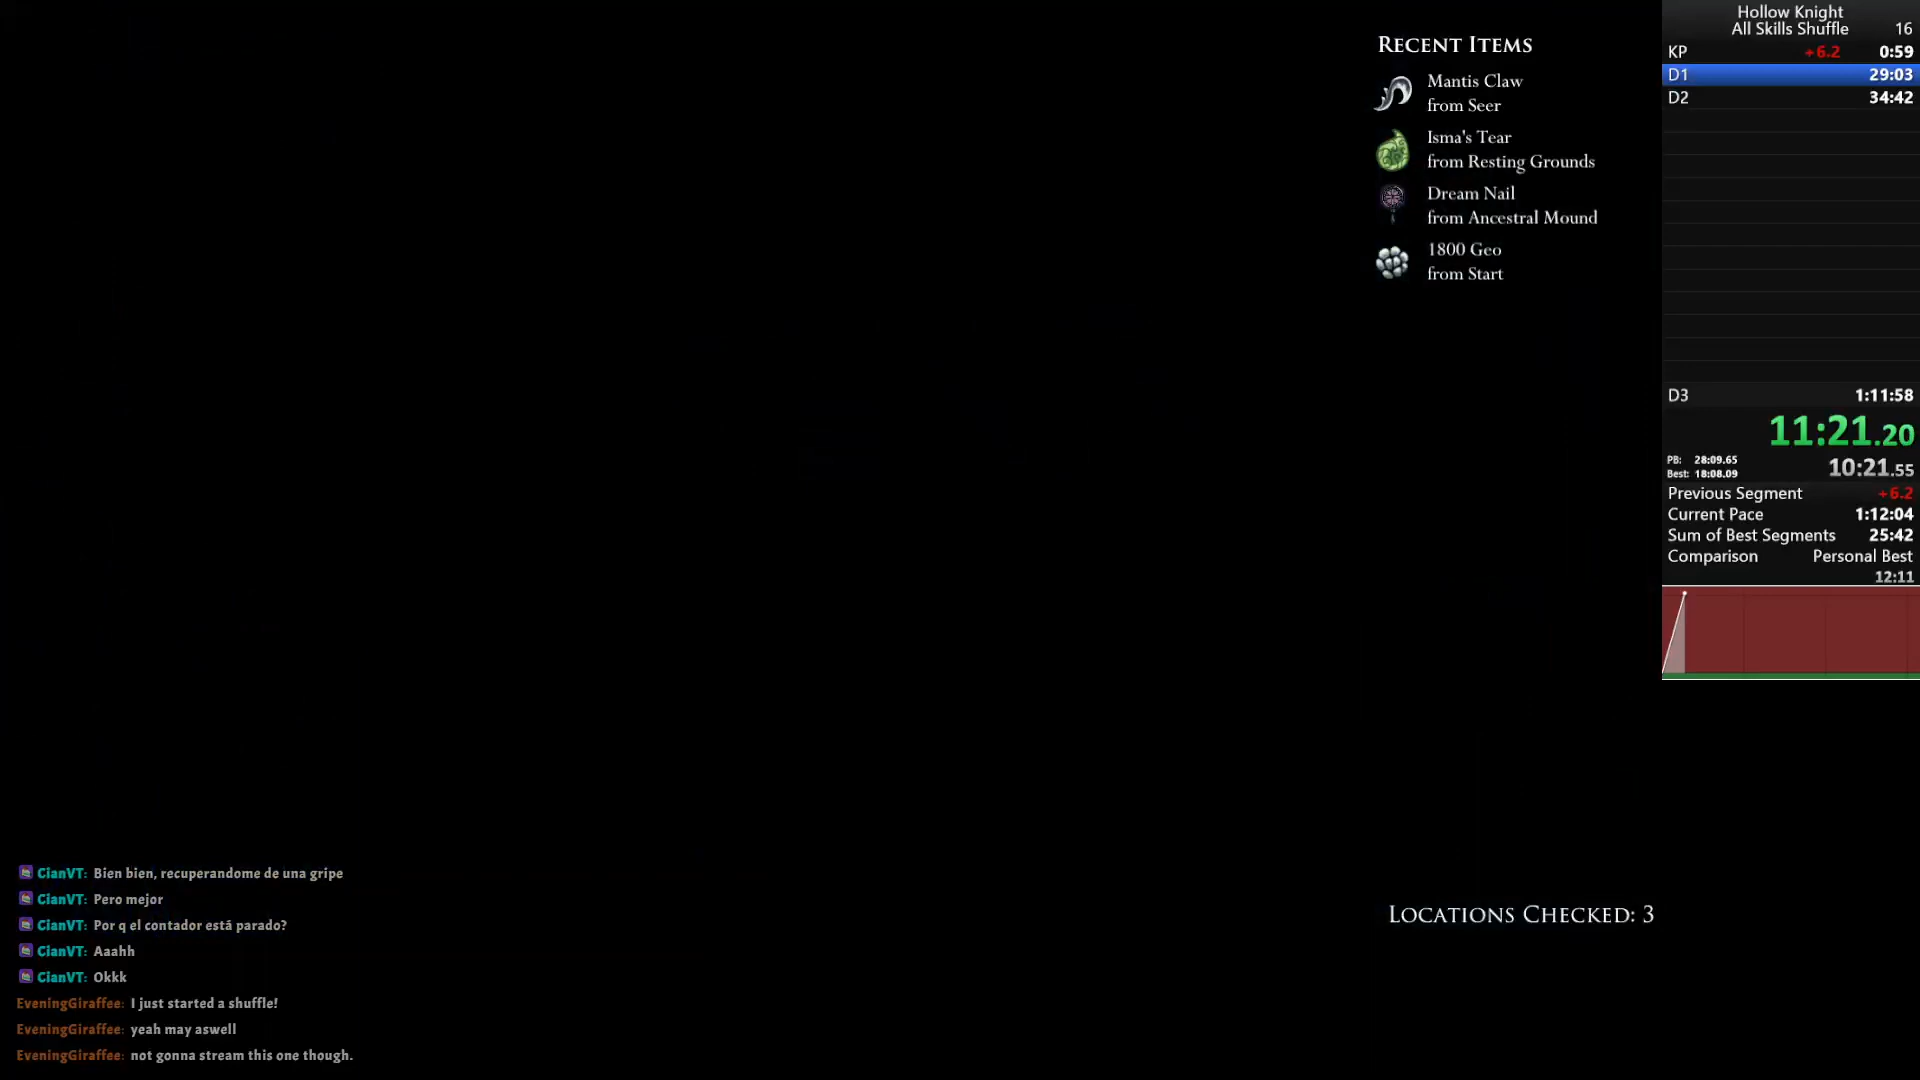 RECENT ITEMS
Mantis Claw
from Seer
Isma's Tear
from Resting Grounds
Dream Nail
from Ancestral Mound
1800 Geo
from Start
LOCATIONS CHECKED: 3
CianVT: Bien bien, recuperandome de una gripe
CianVT: Pero mejor
CianVT: Por q el contador está parado?
CianVT: Aaahh
CianVT: Okkk
EveningGiraffee: I just started a shuffle!
EveningGiraffee: yeah may aswell
EveningGiraffee: not gonna stream this one though.
Hollow Knight
All Skills Shuffle 16
KP +6.2 0:59
D1 29:03
D2 34:42
D3 1:11:58
11:21.20
PB: 28:09.65
Best: 18:08.09
10:21.55
Previous Segment +6.2
Current Pace 1:12:04
Sum of Best Segments 25:42
Comparison Personal Best
12:11